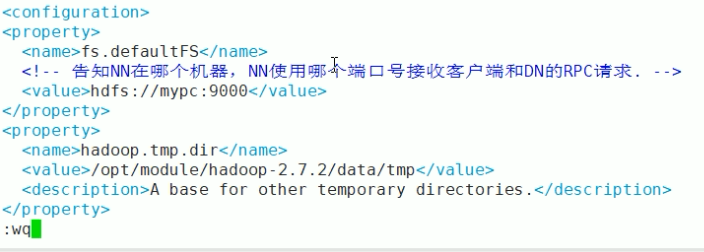 <configuration>
<property>
<name>fs.defaultFS</name>
<!-- 告知NN在哪个机器，NN使用哪个端口号接收客户端和DN的RPC请求. -->
<value>hdfs://mypc:9000</value>
</property>
<property>
<name>hadoop.tmp.dir</name>
<value>/opt/module/hadoop-2.7.2/data/tmp</value>
<description>A base for other temporary directories.</description>
</property>
:wq